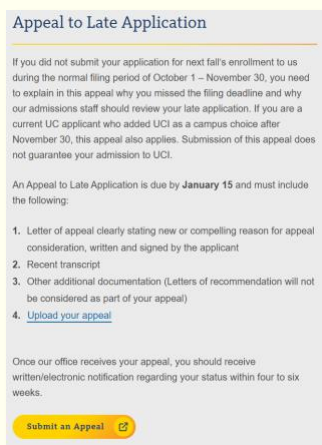 Appeal to Late Application
If you did not submit your application for next fall's enrollment to us
during the normal filing period of October 1 – November 30, you need
to explain in this appeal why you missed the filing deadline and why
our admissions staff should review your late application. If you are a
current UC applicant who added UCI as a campus choice after
November 30, this appeal also applies. Submission of this appeal does
not guarantee your admission to UCI.
An Appeal to Late Application is due by January 15 and must include
the following:
1. Letter of appeal clearly stating new or compelling reason for appeal
consideration, written and signed by the applicant
2. Recent transcript
3. Other additional documentation (Letters of recommendation will not
be considered as part of your appeal)
4. Upload your appeal
Once our office receives your appeal, you should receive
written/electronic notification regarding your status within four to six
weeks.
Submit an Appeal